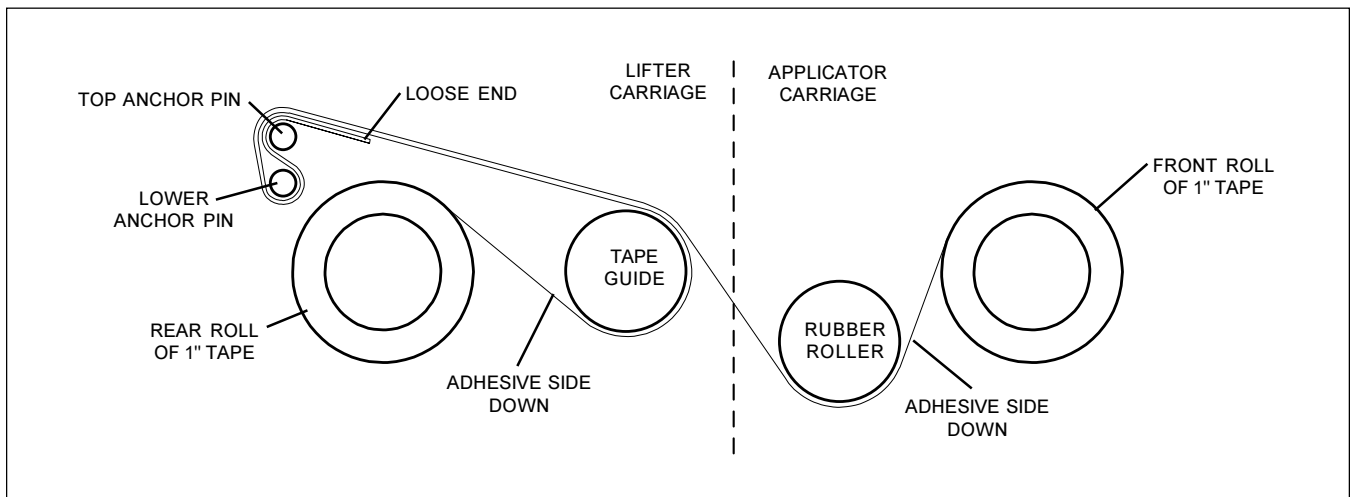 LIFTER
CARRIAGE
APPLICATOR
CARRIAGE
TOP ANCHOR PIN
LOOSE END
FRONT ROLL
OF 1" TAPE
LOWER
ANCHOR PIN
TAPE
GUIDE
REAR ROLL
OF 1" TAPE
RUBBER
ROLLER
ADHESIVE SIDE
DOWN
ADHESIVE SIDE
DOWN